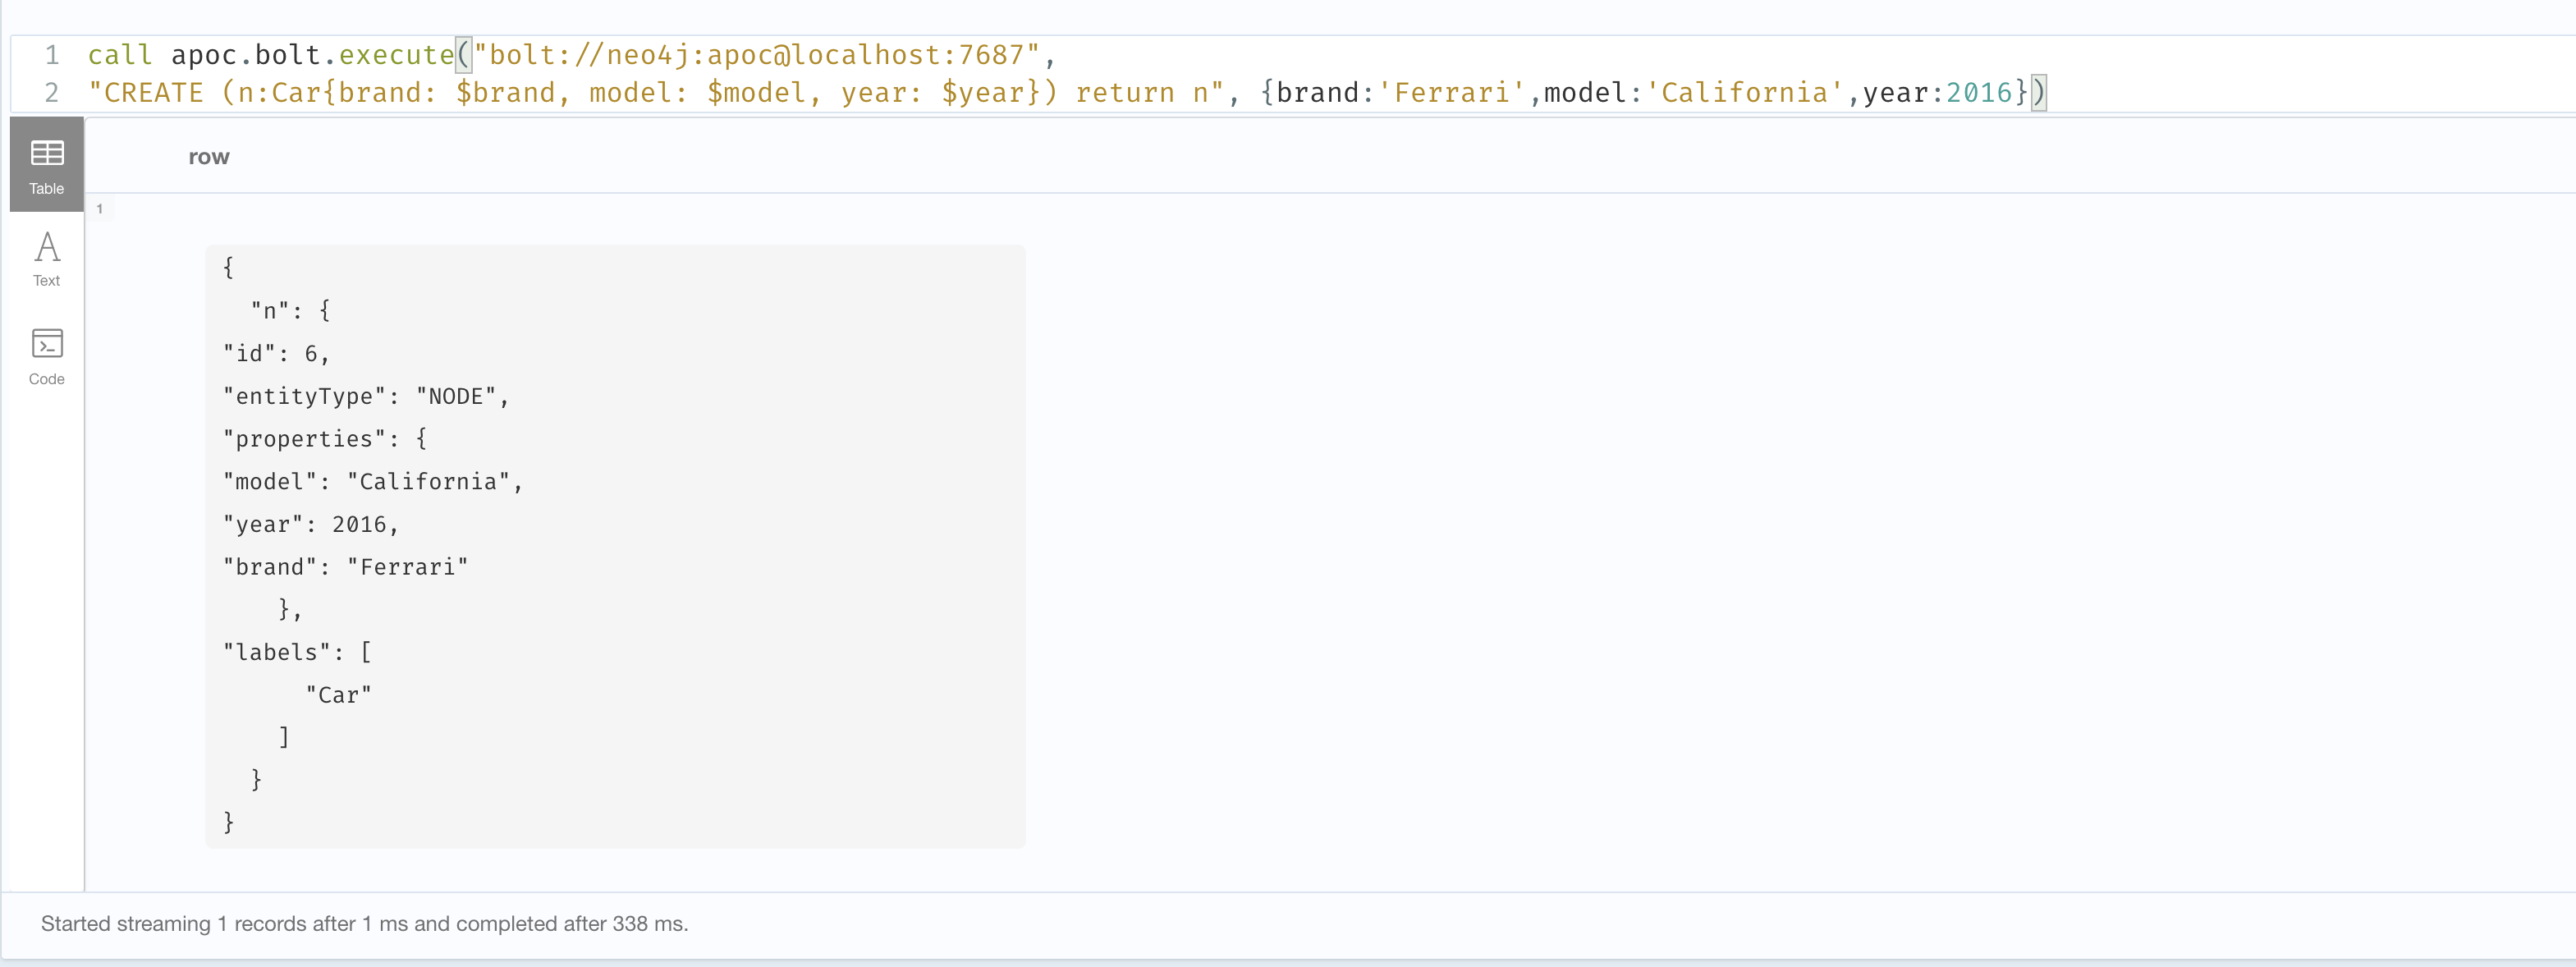 1 call apoc.bolt.execute("bolt://neo4j:apoc@localhost:7687",
2 "CREATE (n:Car{brand: $brand, model: $model, year: $year}) return n", {brand:'Ferrari',model:'California',year:2016})
Table
row
1
Text
Code
{
  "n": {
"id": 6,
"entityType": "NODE",
"properties": {
"model": "California",
"year": 2016,
"brand": "Ferrari"
    },
"labels": [
      "Car"
    ]
  }
}
Started streaming 1 records after 1 ms and completed after 338 ms.